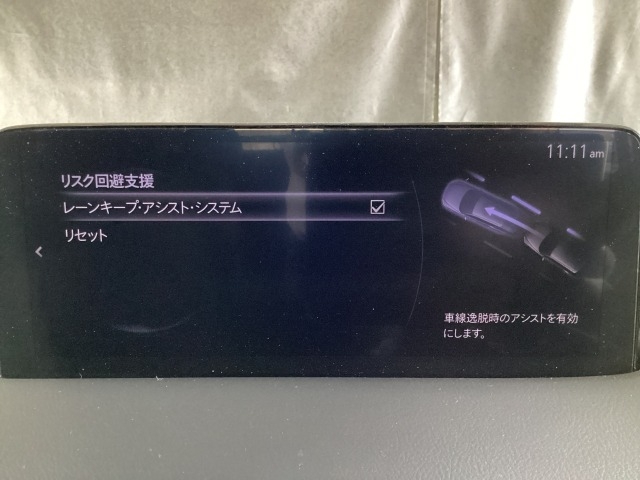 11:11am
リスク回避支援
レーンキープ・アシスト・システム
リセット
車線逸脱時のアシストを有効
にします。